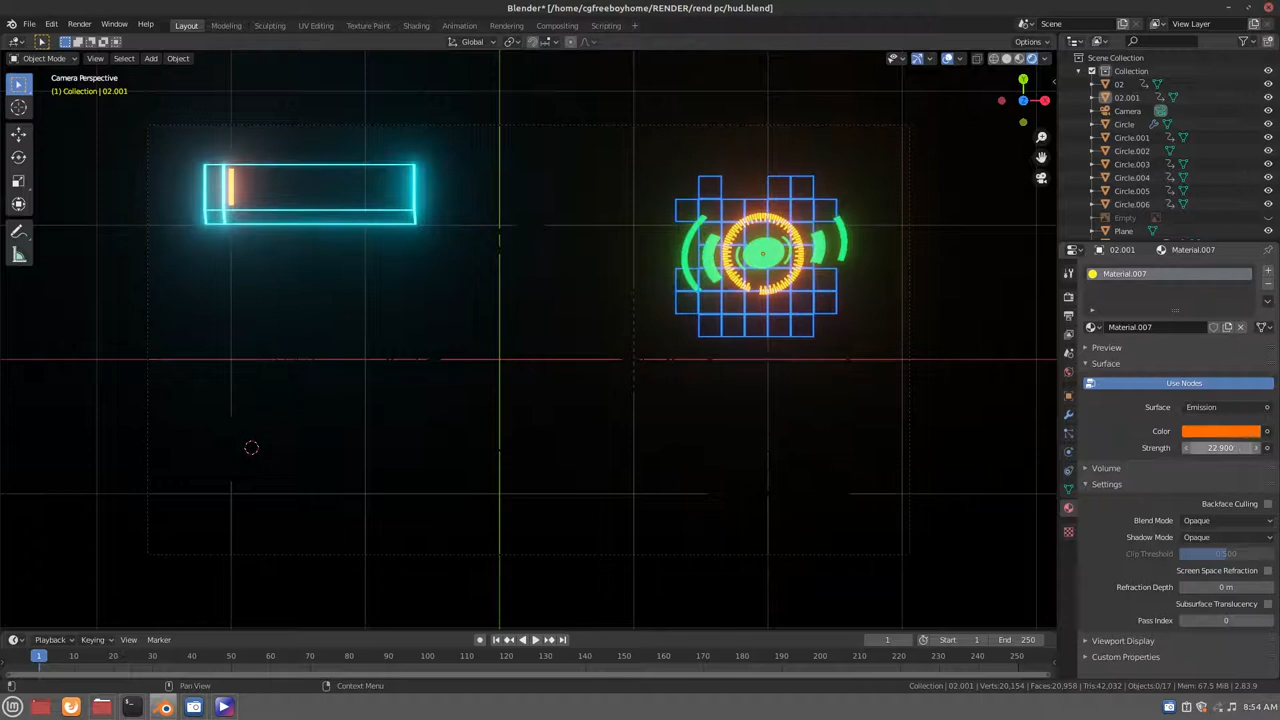 Blender* [/home/cgfreeboyhome/RENDER/rend pc/hud.blend]
File Edit Render Window Help Layout Modeling Sculpting UV Editing Texture Paint Shading Animation Rendering Compositing Scripting Scene View Layer
Global Options
Object Mode View Select Add Object
Camera Perspective
(1) Collection | 02.001
Scene Collection
Collection
02
02.001
Camera
Circle
Circle.001
Circle.002
Circle.003
Circle.004
Circle.005
Circle.006
Empty
Plane
02.001 Material.007
Material.007
Material.007
Preview
Surface
Use Nodes
Surface Emission
Color
Strength 22.900
Volume
Settings
Backface Culling
Blend Mode Opaque
Shadow Mode Opaque
Clip Threshold 0.500
Screen Space Refraction
Refraction Depth 0 m
Subsurface Translucency
Pass Index 0
Viewport Display
Custom Properties
Playback Keying View Marker 1 Start 1 End 250
1 10 20 30 40 50 60 70 80 90 100 110 120 130 140 150 160 170 180 190 200 210 220 230 240 250
Pan View Context Menu Collection | 02.001 | Verts:20,154 | Faces:20,958 | Tris:42,032 | Objects:0/17 | Mem: 67.5 MiB | 2.83.9
8:54 AM